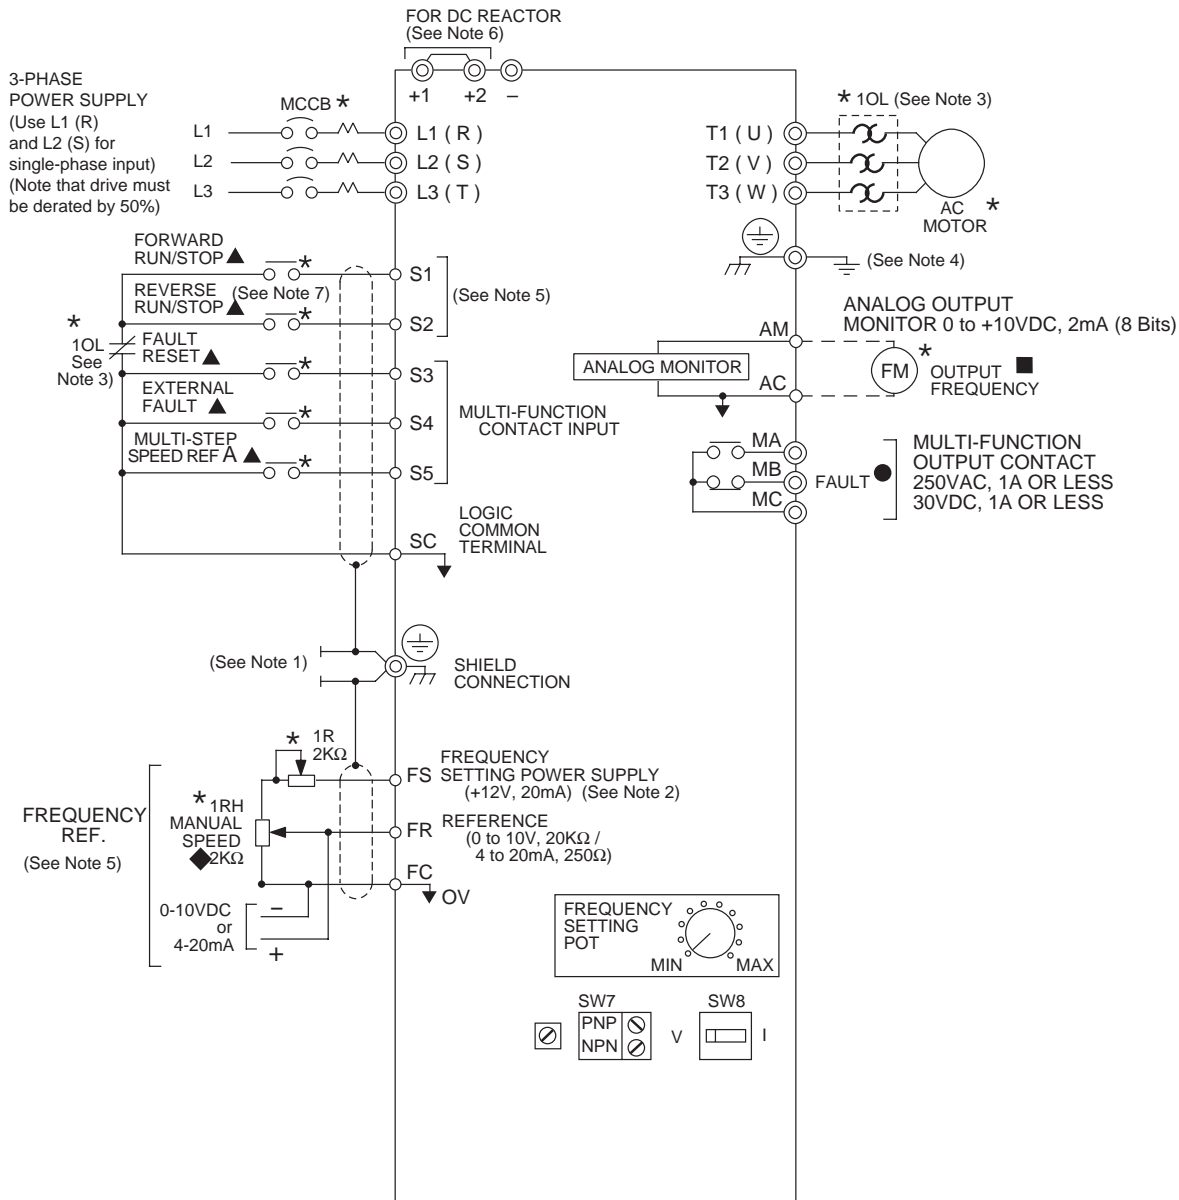 FOR DC REACTOR
(See Note 6)
+1 +2 –
3-PHASE
POWER SUPPLY
(Use L1 (R)
and L2 (S) for
single-phase input)
(Note that drive must
be derated by 50%)
MCCB *
L1
L2
L3
L1 ( R )
L2 ( S )
L3 ( T )
T1 ( U )
T2 ( V )
T3 ( W )
* 1OL (See Note 3)
AC
MOTOR *
(See Note 4)
FORWARD
RUN/STOP ▲
*
S1
REVERSE
RUN/STOP ▲
(See Note 7)
*
S2
(See Note 5)
*
1OL
See
Note 3)
FAULT
RESET ▲
*
S3
EXTERNAL
FAULT ▲
*
S4
MULTI-STEP
SPEED REF A ▲
*
S5
MULTI-FUNCTION
CONTACT INPUT
SC
LOGIC
COMMON
TERMINAL
ANALOG OUTPUT
MONITOR 0 to +10VDC, 2mA (8 Bits)
AM
ANALOG MONITOR
AC
FM
*
OUTPUT ■
FREQUENCY
MA
MB
MC
FAULT ●
MULTI-FUNCTION
OUTPUT CONTACT
250VAC, 1A OR LESS
30VDC, 1A OR LESS
(See Note 1)
SHIELD
CONNECTION
* 1R
2KΩ
FS
FREQUENCY
SETTING POWER SUPPLY
(+12V, 20mA) (See Note 2)
FREQUENCY
REF.
(See Note 5)
* 1RH
MANUAL
SPEED
◆2KΩ
FR
REFERENCE
(0 to 10V, 20KΩ /
4 to 20mA, 250Ω)
FC
OV
0-10VDC
or
4-20mA
–
+
FREQUENCY
SETTING
POT
MIN MAX
SW7
PNP
NPN
SW8
V I